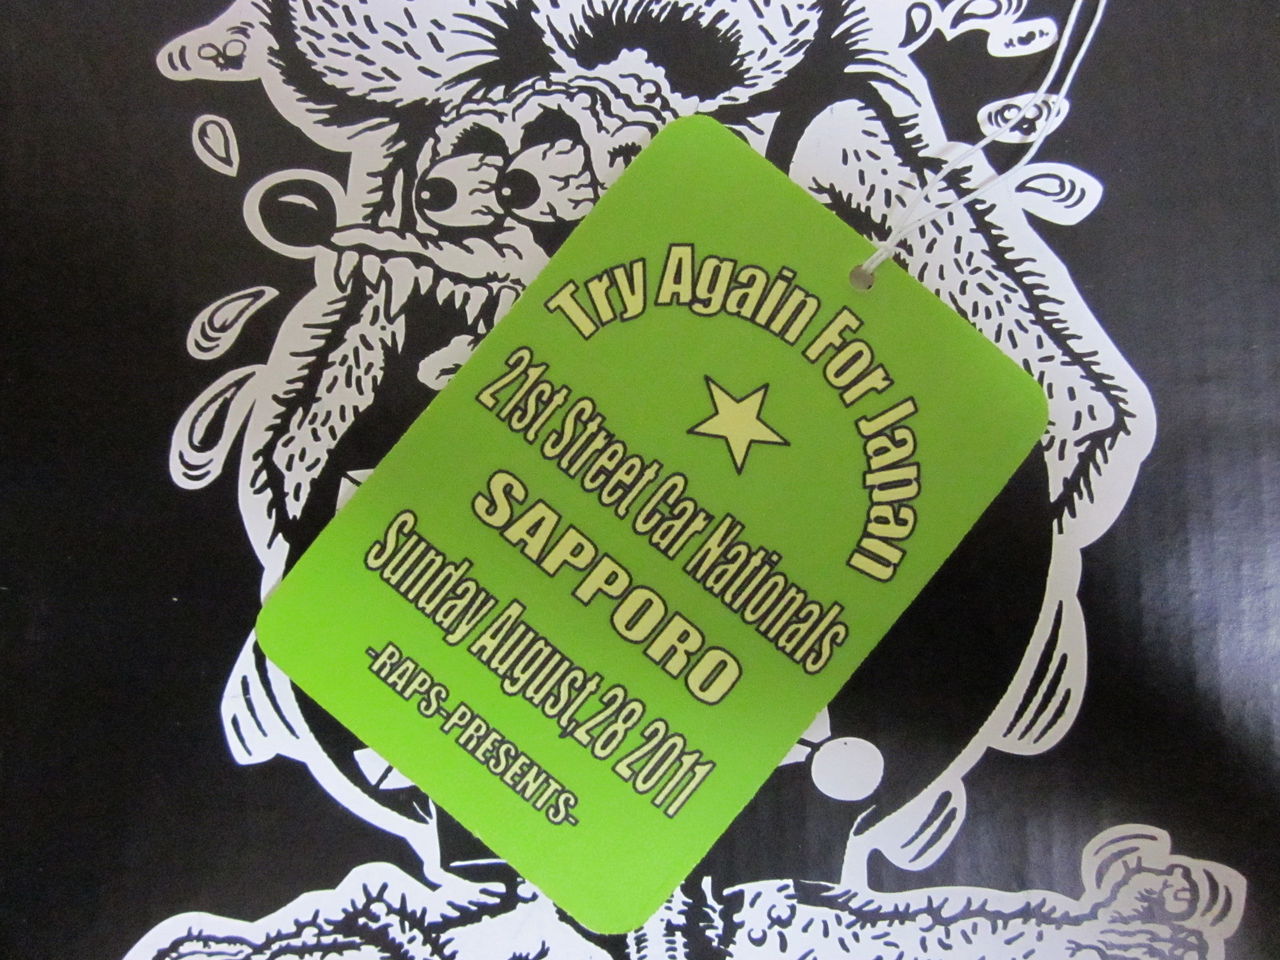 Try Again For Japan
21st Street Car Nationals
SAPPORO
Sunday August,28 2011
-RAPS-PRESENTS-